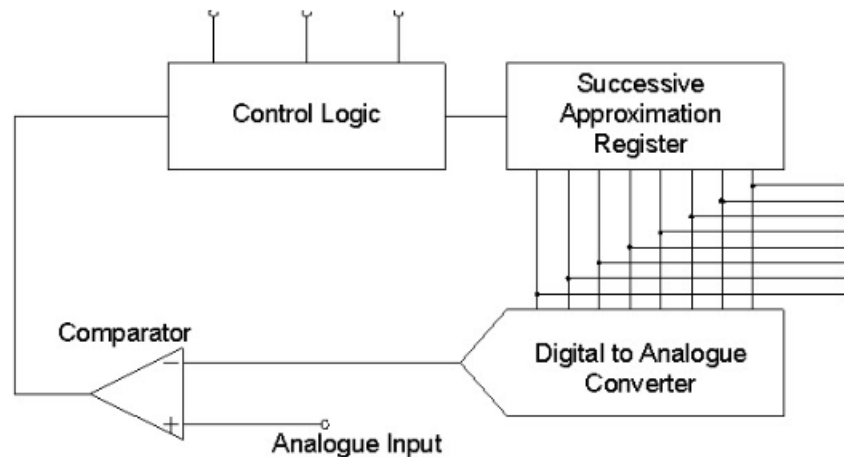 Control Logic
Successive
Approximation
Register
Comparator
−
+
Digital to Analogue
Converter
Analogue Input